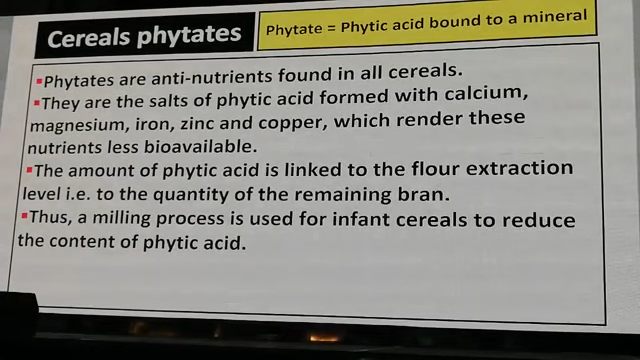 Cereals phytates
Phytate = Phytic acid bound to a mineral
▪Phytates are anti-nutrients found in all cereals.
▪They are the salts of phytic acid formed with calcium,
magnesium, iron, zinc and copper, which render these
nutrients less bioavailable.
▪The amount of phytic acid is linked to the flour extraction
level i.e. to the quantity of the remaining bran.
▪Thus, a milling process is used for infant cereals to reduce
the content of phytic acid.